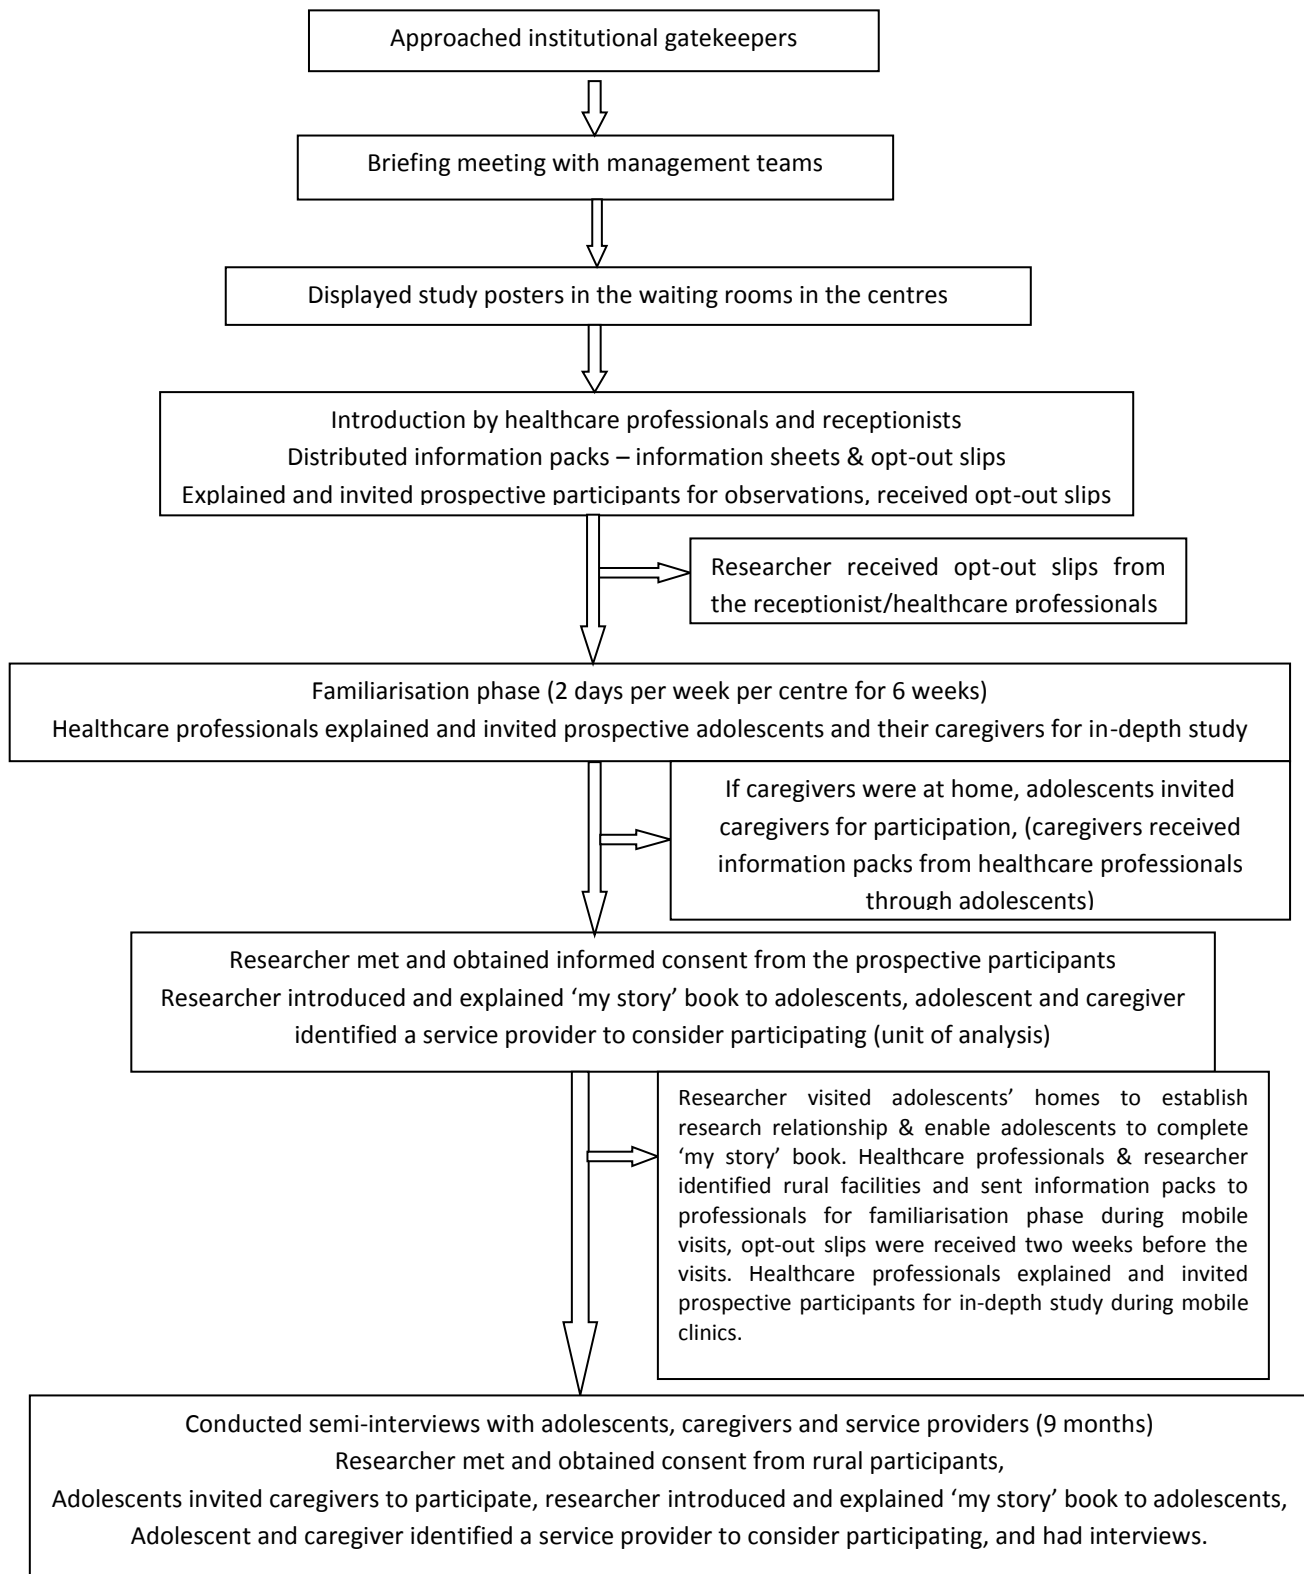 Approached institutional gatekeepers
Briefing meeting with management teams
Displayed study posters in the waiting rooms in the centres
Introduction by healthcare professionals and receptionists
Distributed information packs – information sheets & opt-out slips
Explained and invited prospective participants for observations, received opt-out slips
Researcher received opt-out slips from
the receptionist/healthcare professionals
Familiarisation phase (2 days per week per centre for 6 weeks)
Healthcare professionals explained and invited prospective adolescents and their caregivers for in-depth study
If caregivers were at home, adolescents invited
caregivers for participation, (caregivers received
information packs from healthcare professionals
through adolescents)
Researcher met and obtained informed consent from the prospective participants
Researcher introduced and explained ‘my story’ book to adolescents, adolescent and caregiver
identified a service provider to consider participating (unit of analysis)
Researcher visited adolescents’ homes to establish
research relationship & enable adolescents to complete
‘my story’ book. Healthcare professionals & researcher
identified rural facilities and sent information packs to
professionals for familiarisation phase during mobile
visits, opt-out slips were received two weeks before the
visits. Healthcare professionals explained and invited
prospective participants for in-depth study during mobile
clinics.
Conducted semi-interviews with adolescents, caregivers and service providers (9 months)
Researcher met and obtained consent from rural participants,
Adolescents invited caregivers to participate, researcher introduced and explained ‘my story’ book to adolescents,
Adolescent and caregiver identified a service provider to consider participating, and had interviews.